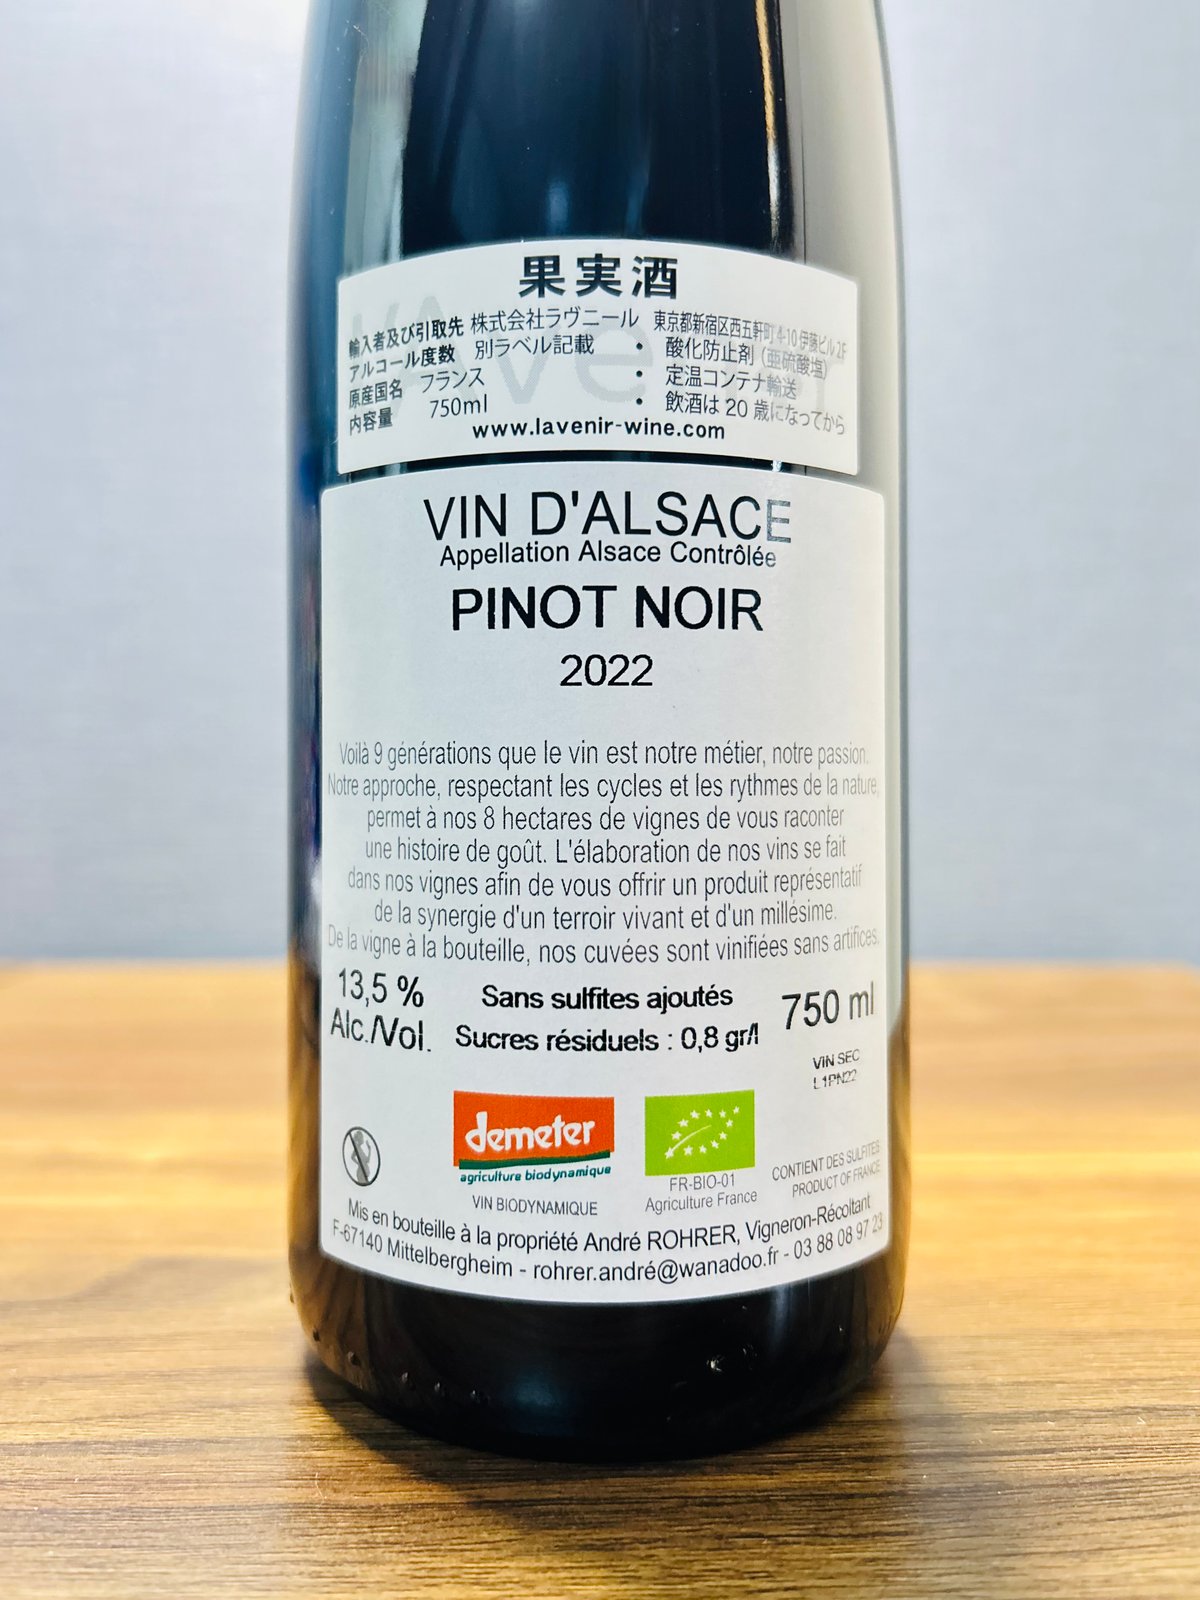 果実酒
輸入者及び引取先 株式会社ラヴニール 東京都新宿区西五軒町 4-10 伊藤ビル 2F
アルコール度数 別ラベル記載 ・ 酸化防止剤（亜硫酸塩）
原産国名 フランス ・ 定温コンテナ輸送
内容量 750ml ・ 飲酒は 20 歳になってから
www.lavenir-wine.com
VIN D'ALSACE
Appellation Alsace Contrôlée
PINOT NOIR
2022
Voilà 9 générations que le vin est notre métier, notre passion.
Notre approche, respectant les cycles et les rythmes de la nature,
permet à nos 8 hectares de vignes de vous raconter
une histoire de goût. L'élaboration de nos vins se fait
dans nos vignes afin de vous offrir un produit représentatif
de la synergie d'un terroir vivant et d'un millésime.
De la vigne à la bouteille, nos cuvées sont vinifiées sans artifices.
13,5 % Sans sulfites ajoutés 750 ml
Alc./Vol. Sucres résiduels : 0,8 gr/l
VIN SEC
L1PN22
demeter
agriculture biodynamique
VIN BIODYNAMIQUE
FR-BIO-01
Agriculture France
CONTIENT DES SULFITES
PRODUCT OF FRANCE
Mis en bouteille à la propriété André ROHRER, Vigneron-Récoltant
F-67140 Mittelbergheim - rohrer.andré@wanadoo.fr - 03 88 08 97 23